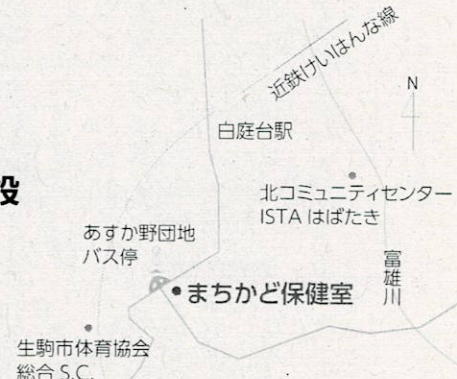 近鉄けいはんな線
N
白庭台駅
設
北コミュニティセンター
ISTA はばたき
あすか野団地
バス停
富雄川
まちかど保健室
生駒市体育協会
総合 S.C.